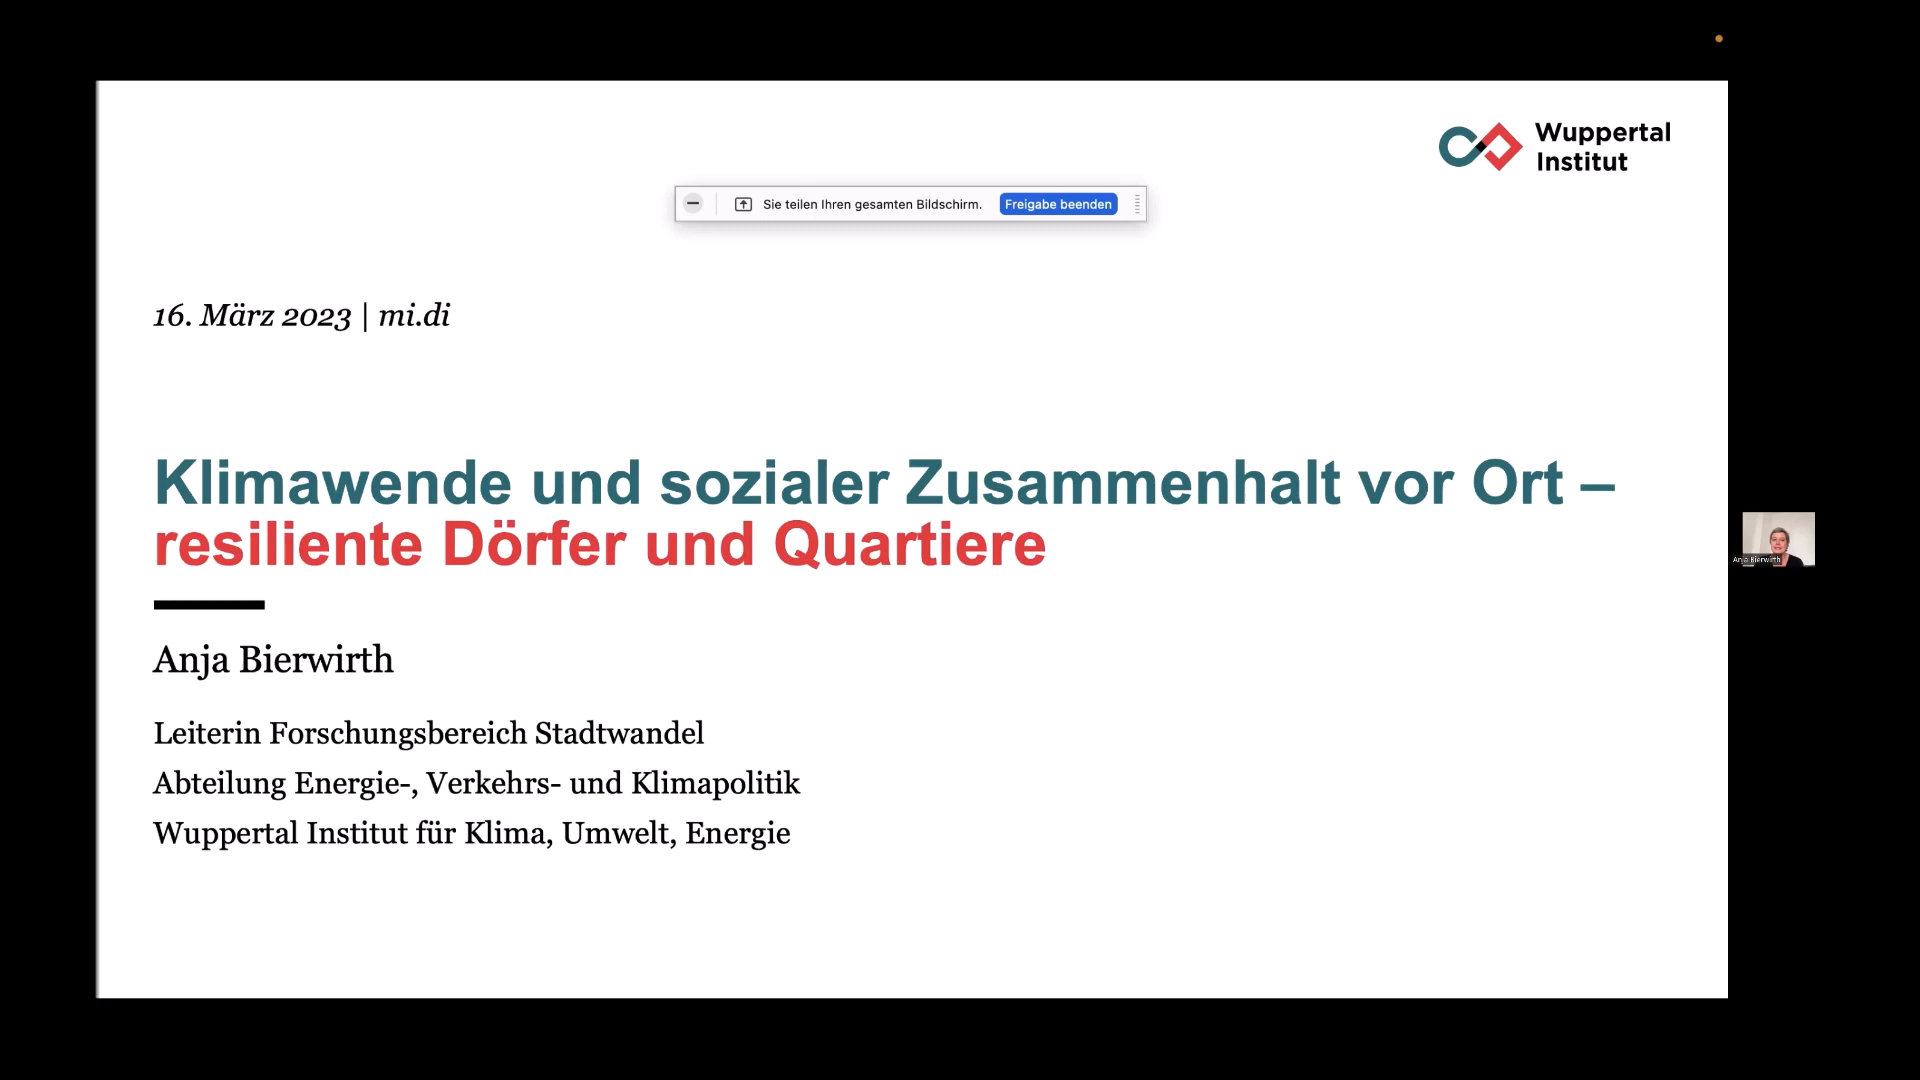 Wuppertal
Institut
Sie teilen Ihren gesamten Bildschirm. Freigabe beenden
16. März 2023 | mi.di
Klimawende und sozialer Zusammenhalt vor Ort –
resiliente Dörfer und Quartiere
Anja Bierwirth
Anja Bierwirth
Leiterin Forschungsbereich Stadtwandel
Abteilung Energie-, Verkehrs- und Klimapolitik
Wuppertal Institut für Klima, Umwelt, Energie